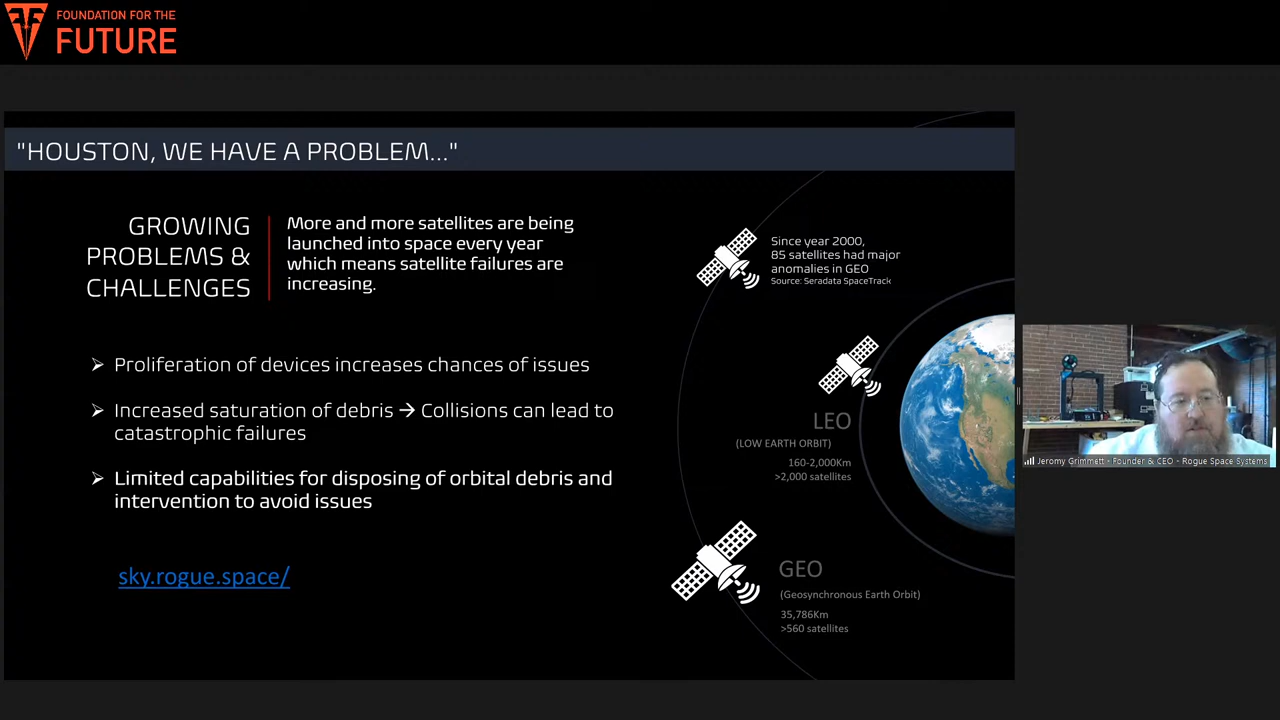 FOUNDATION FOR THE
FUTURE
"HOUSTON, WE HAVE A PROBLEM..."
GROWING
PROBLEMS &
CHALLENGES
More and more satellites are being
launched into space every year
which means satellite failures are
increasing.
Proliferation of devices increases chances of issues
Increased saturation of debris → Collisions can lead to
catastrophic failures
Limited capabilities for disposing of orbital debris and
intervention to avoid issues
sky.rogue.space/
Since year 2000,
85 satellites had major
anomalies in GEO
Source: Seradata SpaceTrack
LEO
(LOW EARTH ORBIT)
160-2,000Km
>2,000 satellites
GEO
(Geosynchronous Earth Orbit)
35,786Km
>560 satellites
Jeromy Grimmett - Founder & CEO - Rogue Space Systems